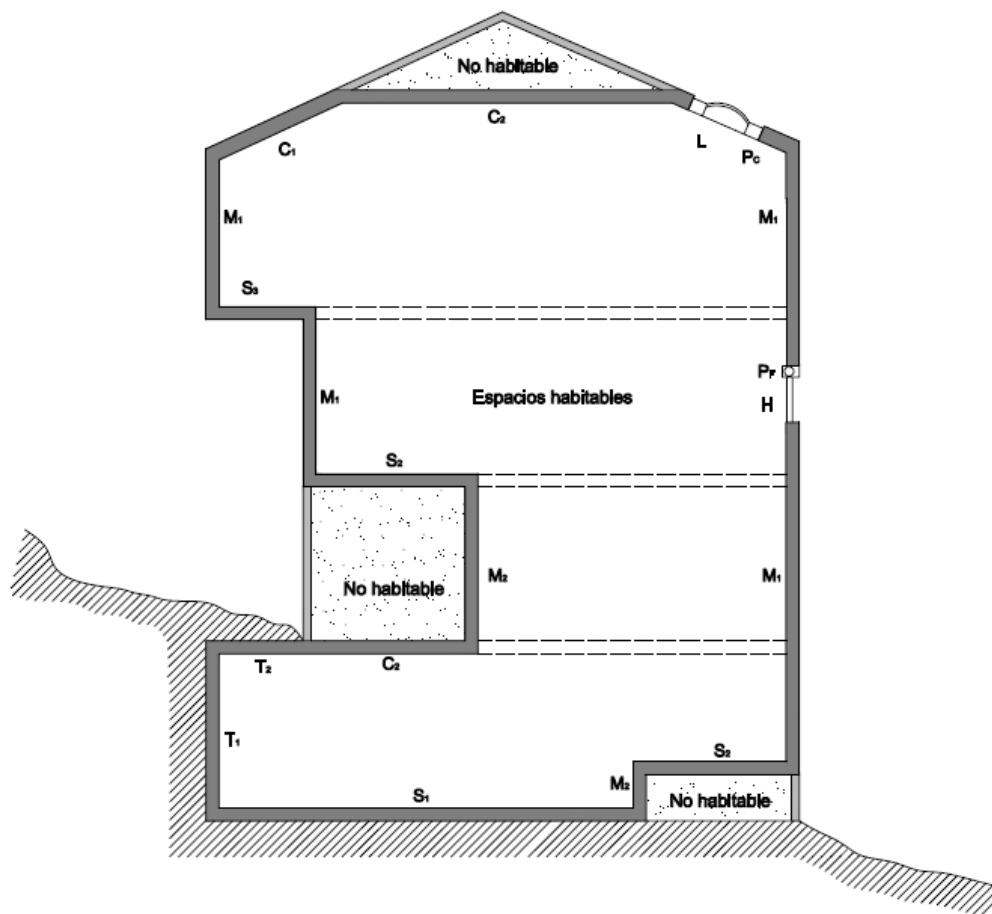 No habitable
C₂
L
C₁
Pc
M₁
M₁
S₃
PF
M₁
Espacios habitables
H
S₂
M₂
M₁
No habitable
T₂
C₂
T₁
S₂
M₂
S₁
No habitable